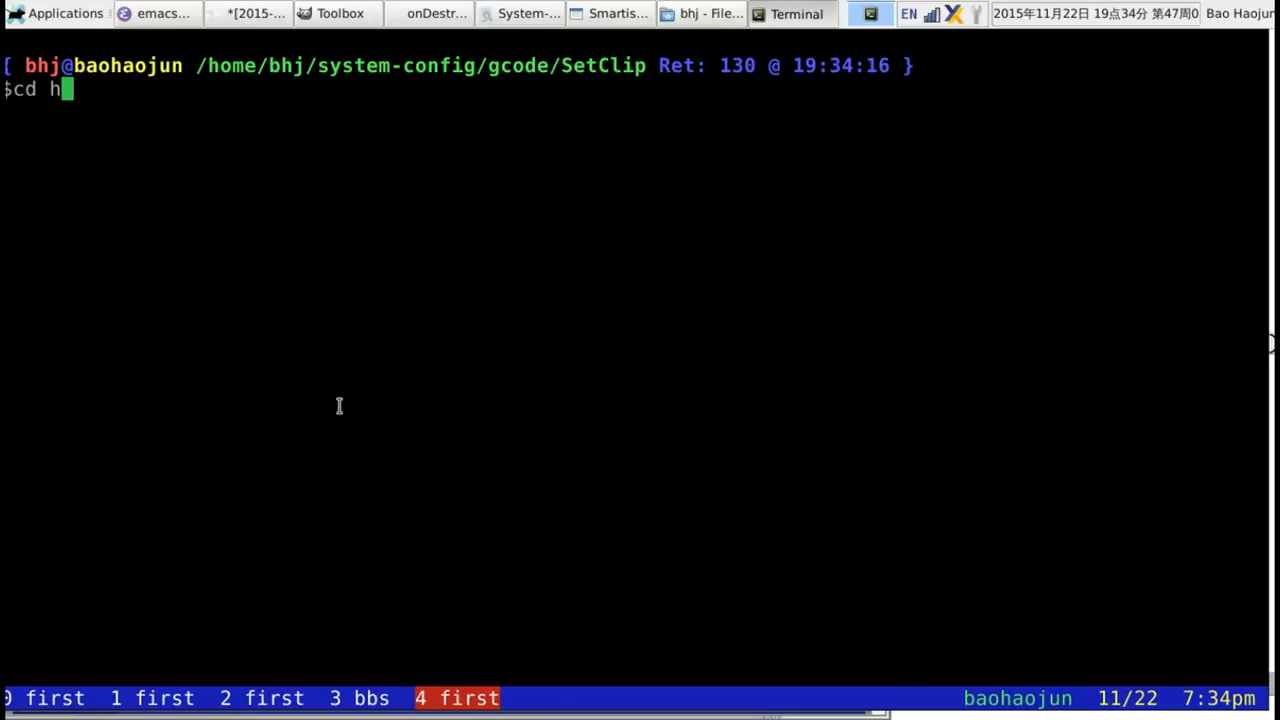 Applications emacs... *[2015-... Toolbox onDestr... System-... Smartis... bhj - File... Terminal EN 2015年11月22日 19点34分 第47周0 Bao Haojun
[ bhj@baohaojun /home/bhj/system-config/gcode/SetClip Ret: 130 @ 19:34:16 }
$cd h
0 first 1 first 2 first 3 bbs 4 first baohaojun 11/22 7:34pm